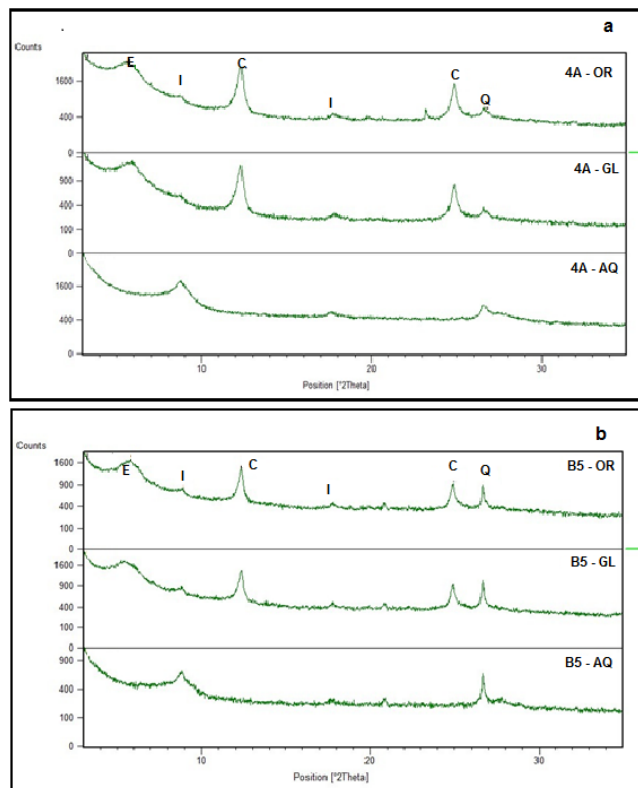 a
Counts
E
I
C
I
C
Q
4A - OR
1600
400
0
4A - GL
900
400
100
0
4A - AQ
1600
400
0
10
20
30
Position [°2Theta]
b
Counts
E
I
C
I
C
Q
B5 - OR
1600
900
400
100
0
B5 - GL
1600
900
400
100
0
B5 - AQ
900
400
100
0
10
20
30
Position [°2Theta]